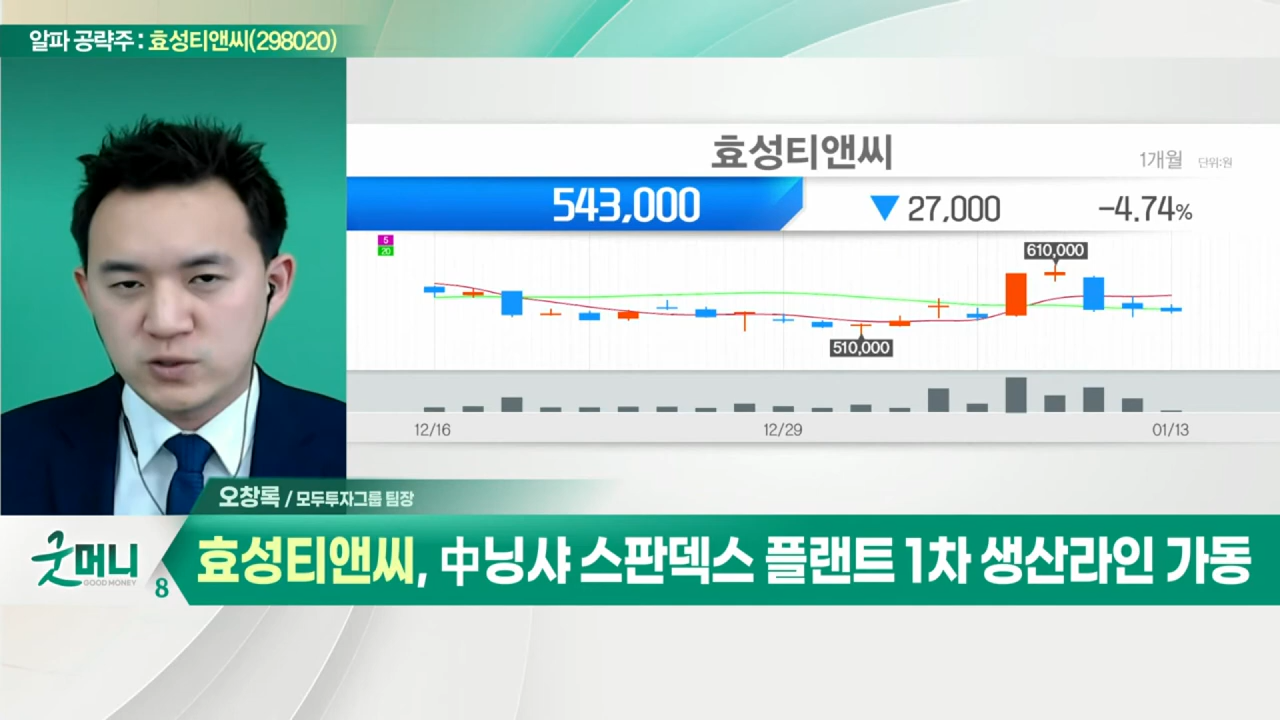 알파 공략주 : 효성티앤씨(298020)
효성티앤씨
1개월 단위:원
543,000 ▼ 27,000 -4.74%
5
20
610,000
510,000
12/16 12/29 01/13
오창록 / 모두투자그룹 팀장
굿머니
GOOD MONEY
8
효성티앤씨, 中닝샤 스판덱스 플랜트 1차 생산라인 가동